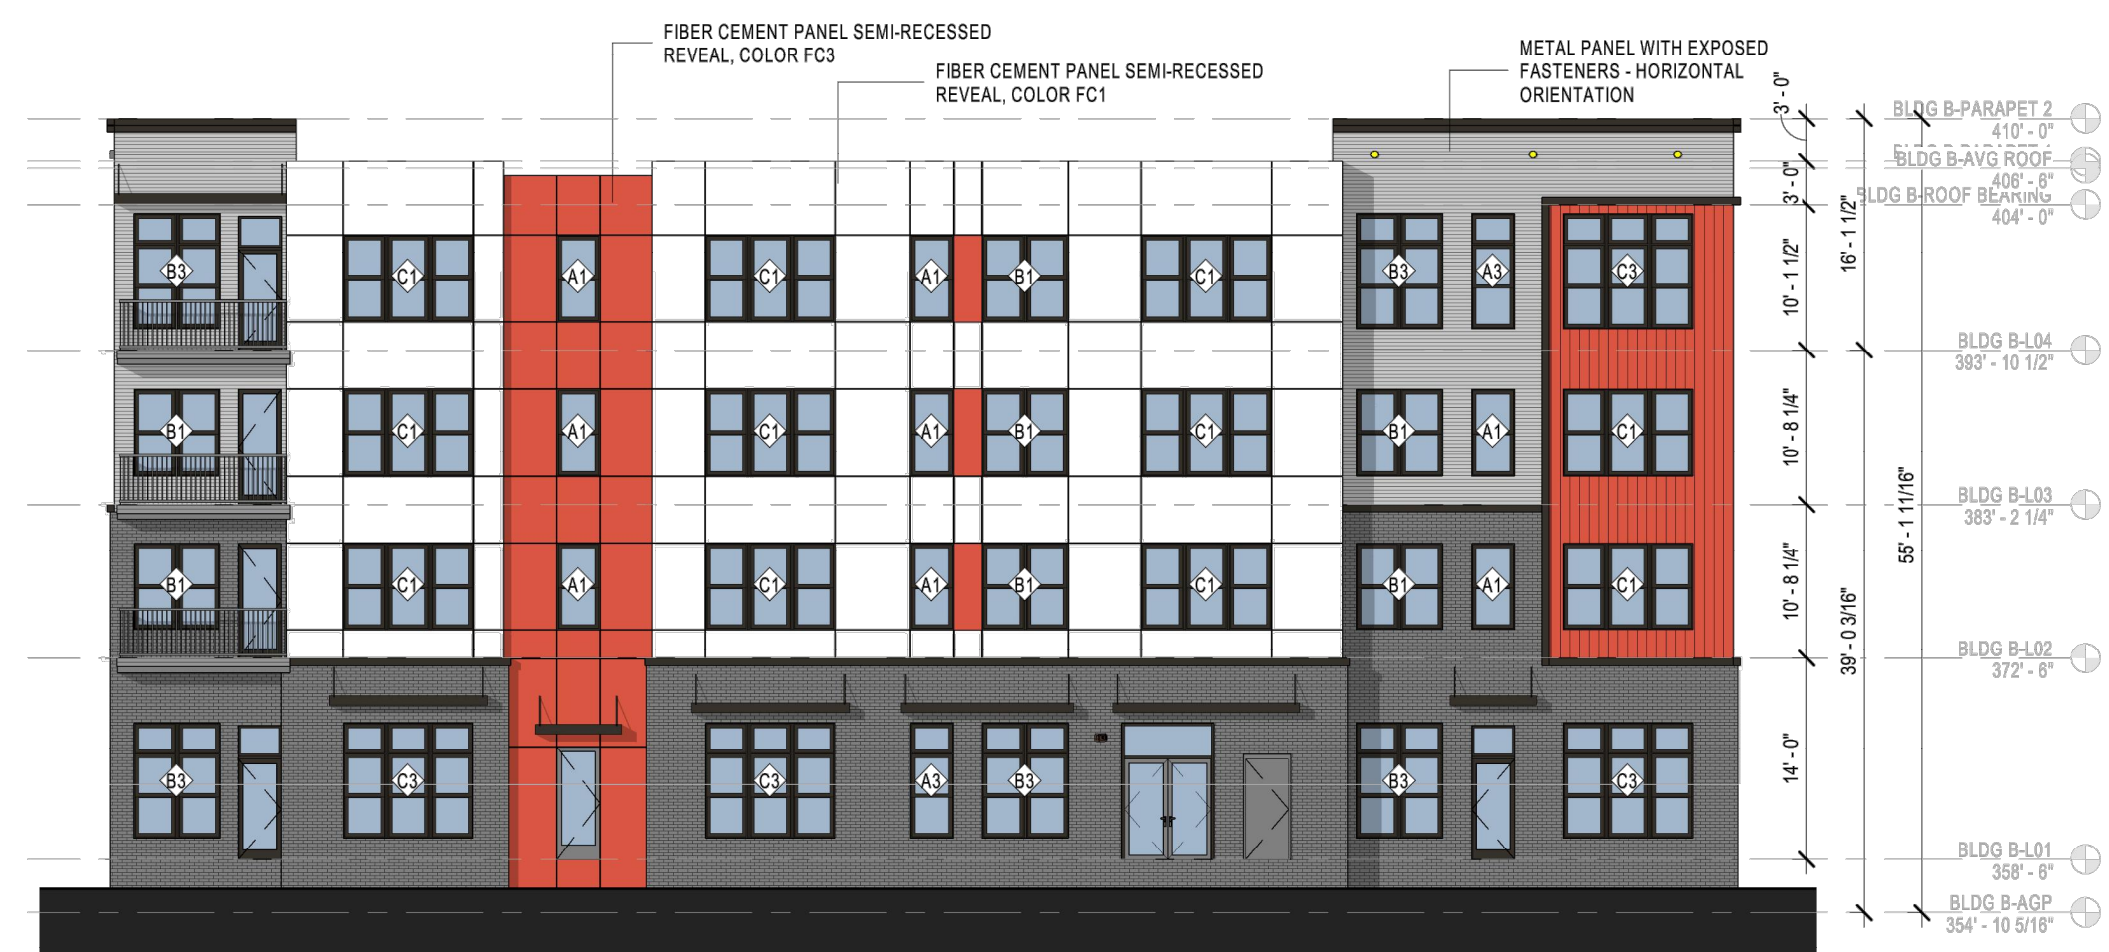 FIBER CEMENT PANEL SEMI-RECESSED
REVEAL, COLOR FC3
FIBER CEMENT PANEL SEMI-RECESSED
REVEAL, COLOR FC1
METAL PANEL WITH EXPOSED
FASTENERS - HORIZONTAL
ORIENTATION
3' - 0"
BLDG B-PARAPET 2
410' - 0"
BLDG B-AVG ROOF
406' - 6"
BLDG B-ROOF BEARING
404' - 0"
3' - 0"
16' - 1 1/2"
10' - 1 1/2"
B3 C1 A1 C1 A1 B1 C1 B3 A3 C3
BLDG B-L04
393' - 10 1/2"
10' - 8 1/4"
B1 C1 A1 C1 A1 B1 C1 B1 A1 C1
BLDG B-L03
383' - 2 1/4"
55' - 1 11/16"
10' - 8 1/4"
B1 C1 A1 C1 A1 B1 C1 B1 A1 C1
39' - 0 3/16"
BLDG B-L02
372' - 6"
14' - 0"
B3 C3 C3 A3 B3 B3 C3
BLDG B-L01
358' - 6"
BLDG B-AGP
354' - 10 5/16"